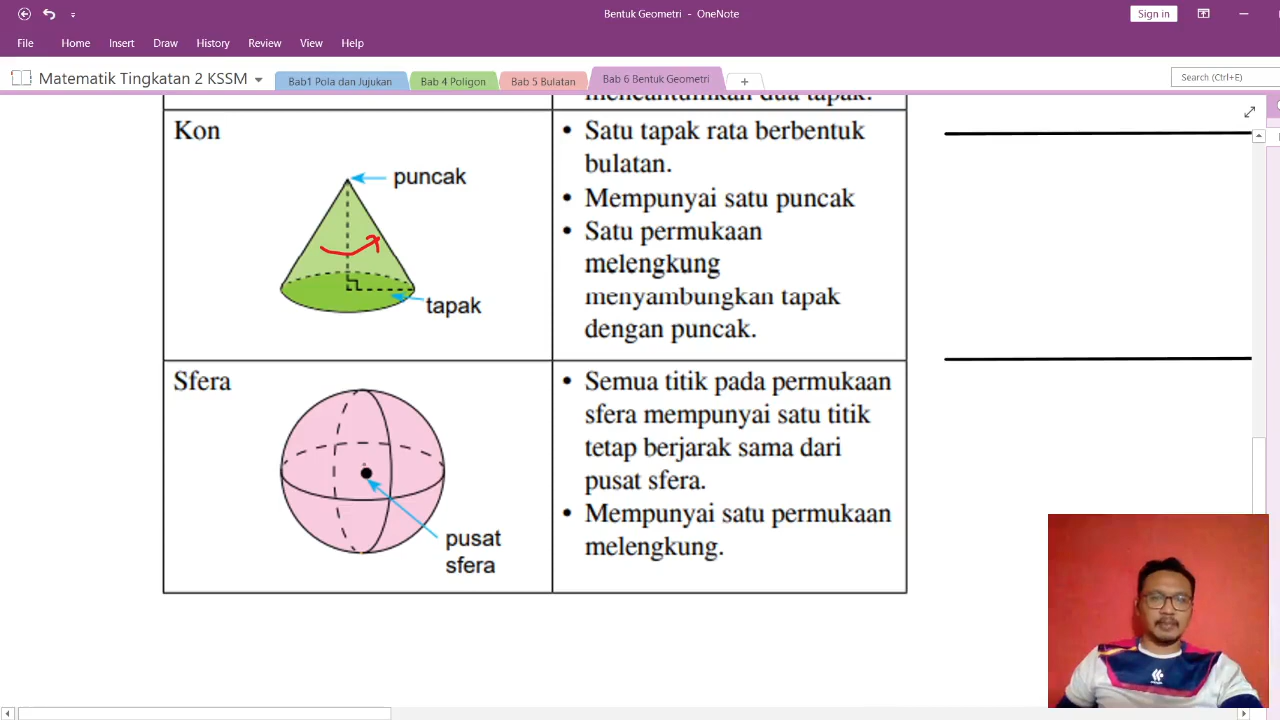 Bentuk Geometri - OneNote
Sign in
File Home Insert Draw History Review View Help
Matematik Tingkatan 2 KSSM
Bab1 Pola dan Jujukan
Bab 4 Poligon
Bab 5 Bulatan
Bab 6 Bentuk Geometri
+
Search (Ctrl+E)
mencantumkan dua tapak.
Kon
puncak
tapak
• Satu tapak rata berbentuk
bulatan.
• Mempunyai satu puncak
• Satu permukaan
melengkung
menyambungkan tapak
dengan puncak.
Sfera
pusat
sfera
• Semua titik pada permukaan
sfera mempunyai satu titik
tetap berjarak sama dari
pusat sfera.
• Mempunyai satu permukaan
melengkung.